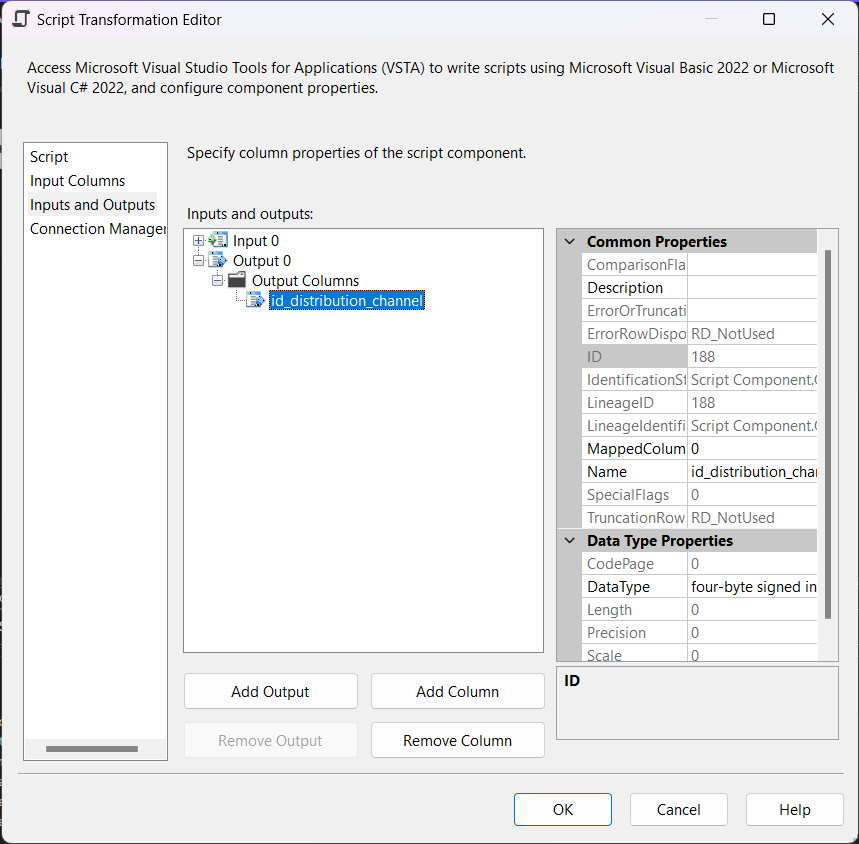 Script Transformation Editor
Access Microsoft Visual Studio Tools for Applications (VSTA) to write scripts using Microsoft Visual Basic 2022 or Microsoft
Visual C# 2022, and configure component properties.
Script
Input Columns
Inputs and Outputs
Connection Manager
Specify column properties of the script component.
Inputs and outputs:
Input 0
Output 0
Output Columns
id_distribution_channel
Common Properties
ComparisonFla
Description
ErrorOrTruncati
ErrorRowDispo RD_NotUsed
ID 188
IdentificationSt Script Component.O
LineageID 188
LineageIdentifi Script Component.O
MappedColum 0
Name id_distribution_chan
SpecialFlags 0
TruncationRow RD_NotUsed
Data Type Properties
CodePage 0
DataType four-byte signed in
Length 0
Precision 0
Scale 0
Add Output
Add Column
Remove Output
Remove Column
ID
OK
Cancel
Help